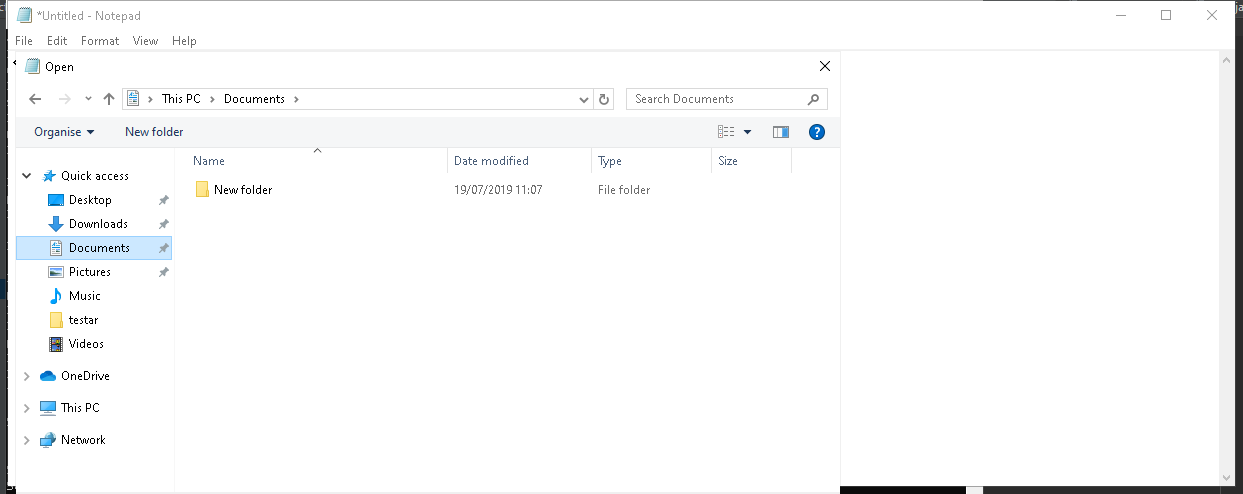 *Untitled - Notepad
File Edit Format View Help
Open
This PC Documents
Search Documents
Organise New folder
Name Date modified Type Size
Quick access
New folder 19/07/2019 11:07 File folder
Desktop
Downloads
Documents
Pictures
Music
testar
Videos
OneDrive
This PC
Network